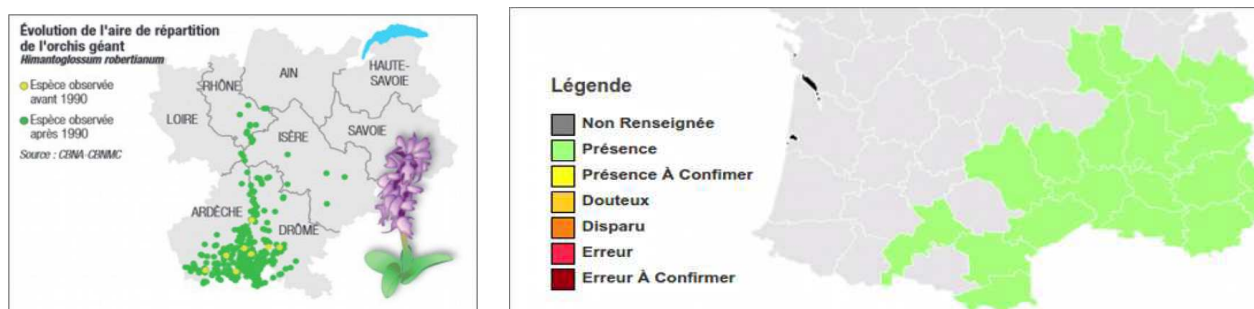 Évolution de l'aire de répartition
de l'orchis géant
Himantoglossum robertianum
Espèce observée
avant 1990
Espèce observée
après 1990
Source : CBNA-CBNMC
AIN
HAUTE-
SAVOIE
RHÔNE
LOIRE
ISÈRE
SAVOIE
ARDÈCHE
DRÔME
Légende
Non Renseignée
Présence
Présence À Confimer
Douteux
Disparu
Erreur
Erreur À Confirmer